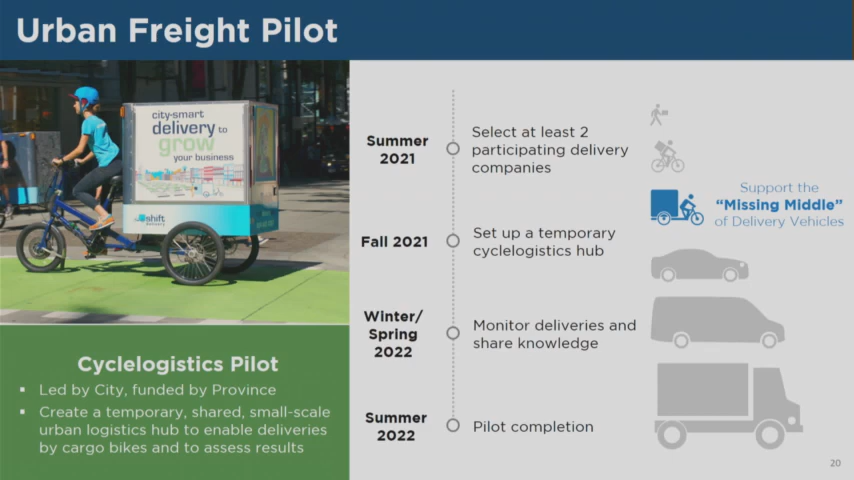 Urban Freight Pilot
city-smart
delivery to
grow
your business
shift
delivery
Cyclelogistics Pilot
▪ Led by City, funded by Province
▪ Create a temporary, shared, small-scale
urban logistics hub to enable deliveries
by cargo bikes and to assess results
Summer
2021
Select at least 2
participating delivery
companies
Fall 2021
Set up a temporary
cyclelogistics hub
Winter/
Spring
2022
Monitor deliveries and
share knowledge
Summer
2022
Pilot completion
Support the
“Missing Middle”
of Delivery Vehicles
20